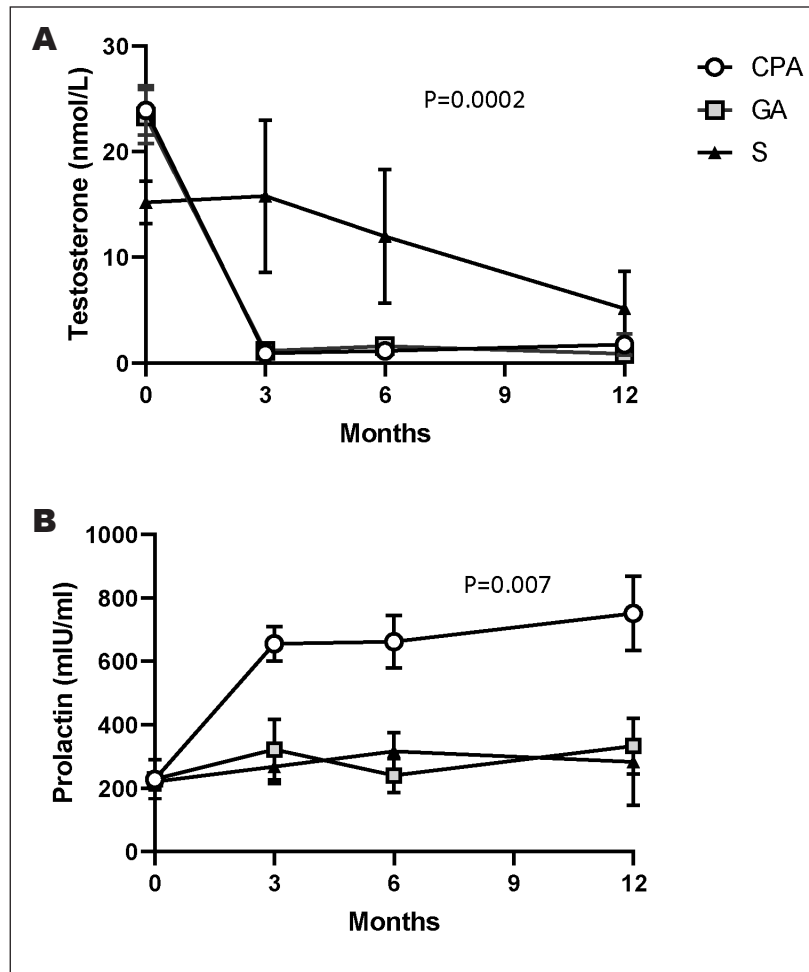 A
Testosterone (nmol/L)
30
20
10
0
P=0.0002
CPA
GA
S
0 3 6 9 12
Months
B
Prolactin (mIU/ml)
1000
800
600
400
200
0
P=0.007
0 3 6 9 12
Months